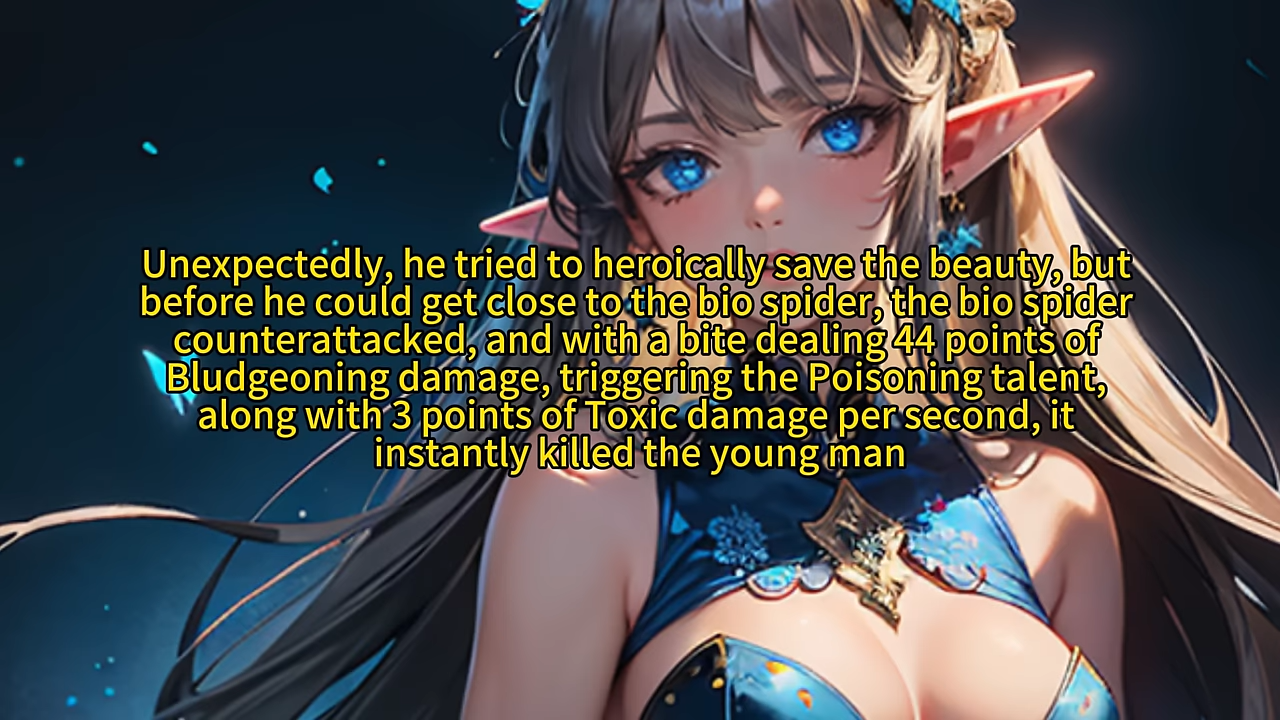 Unexpectedly, he tried to heroically save the beauty, but
before he could get close to the bio spider, the bio spider
counterattacked, and with a bite dealing 44 points of
Bludgeoning damage, triggering the Poisoning talent,
along with 3 points of Toxic damage per second, it
instantly killed the young man